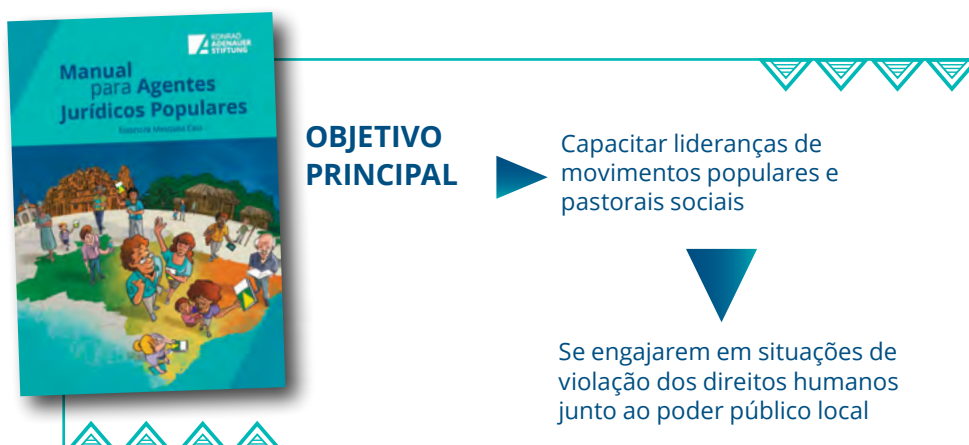 KONRAD
ADENAUER
STIFTUNG
Manual
para Agentes
Jurídicos Populares
OBJETIVO
PRINCIPAL
Capacitar lideranças de
movimentos populares e
pastorais sociais
Se engajarem em situações de
violação dos direitos humanos
junto ao poder público local